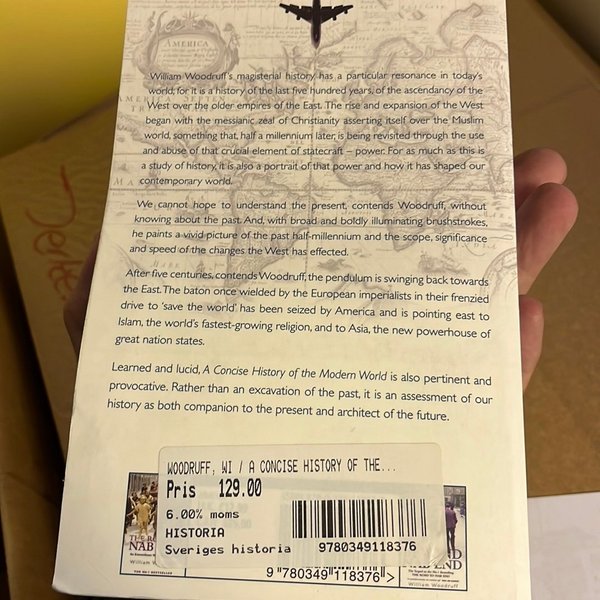 AMERICA
William Woodruff's magisterial history has a particular resonance in today's
world, for it is a history of the last five hundred years, of the ascendancy of the
West over the older empires of the East. The rise and expansion of the West
began with the messianic zeal of Christianity asserting itself over the Muslim
world, something that, half a millennium later, is being revisited through the use
and abuse of that crucial element of statecraft – power. For as much as this is
a study of history, it is also a portrait of that power and how it has shaped our
contemporary world.
We cannot hope to understand the present, contends Woodruff, without
knowing about the past. And, with broad and boldly illuminating brushstrokes,
he paints a vivid picture of the past half-millennium and the scope, significance
and speed of the changes the West has effected.
After five centuries, contends Woodruff, the pendulum is swinging back towards
the East. The baton once wielded by the European imperialists in their frenzied
drive to 'save the world' has been seized by America and is pointing east to
Islam, the world's fastest-growing religion, and to Asia, the new powerhouse of
great nation states.
Learned and lucid, A Concise History of the Modern World is also pertinent and
provocative. Rather than an excavation of the past, it is an assessment of our
history as both companion to the present and architect of the future.
WOODRUFF, WI / A CONCISE HISTORY OF THE...
Pris 129.00
6.00% moms
HISTORIA
Sveriges historia
9780349118376
THE R
NAB
William W
END
9 780349 118376 >